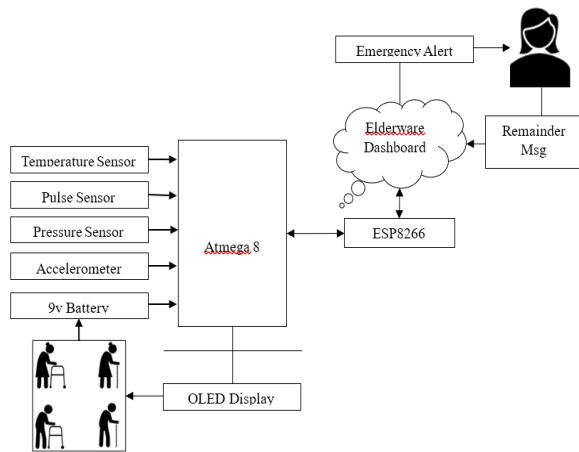 Emergency Alert
Elderware
Dashboard
Remainder
Msg
Temperature Sensor
Pulse Sensor
Pressure Sensor
Accelerometer
9v Battery
Atmega 8
ESP8266
OLED Display